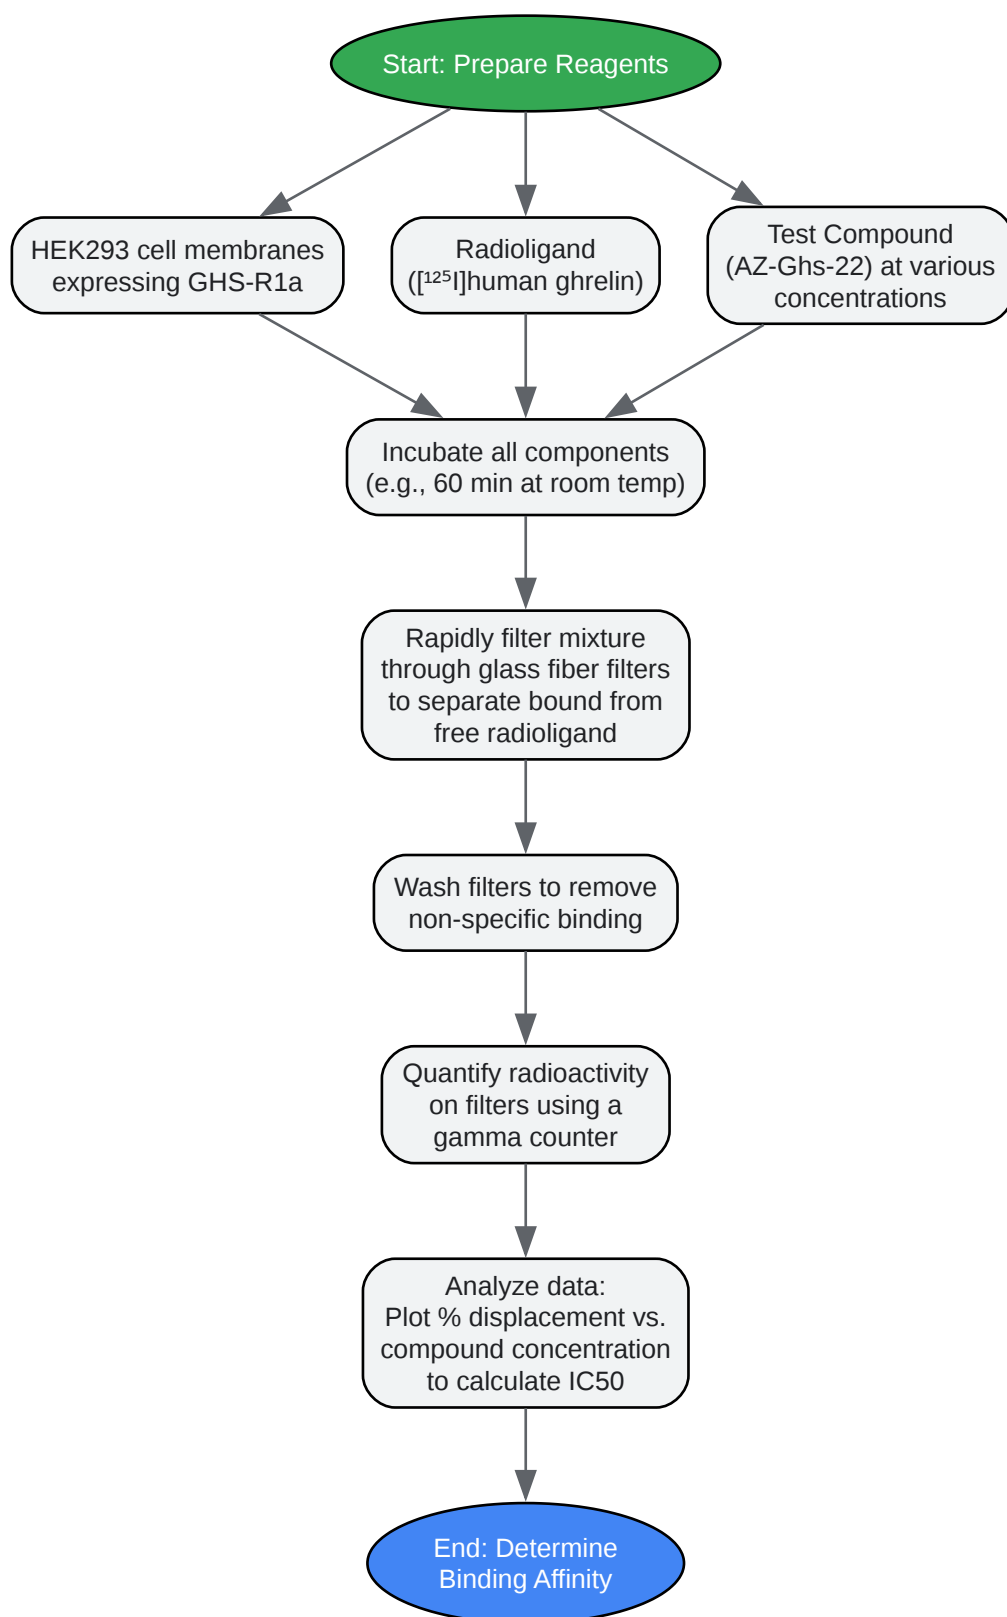 Start: Prepare Reagents
HEK293 cell membranes
expressing GHS-R1a
Radioligand
([¹²⁵I]human ghrelin)
Test Compound
(AZ-Ghs-22) at various
concentrations
Incubate all components
(e.g., 60 min at room temp)
Rapidly filter mixture
through glass fiber filters
to separate bound from
free radioligand
Wash filters to remove
non-specific binding
Quantify radioactivity
on filters using a
gamma counter
Analyze data:
Plot % displacement vs.
compound concentration
to calculate IC50
End: Determine
Binding Affinity